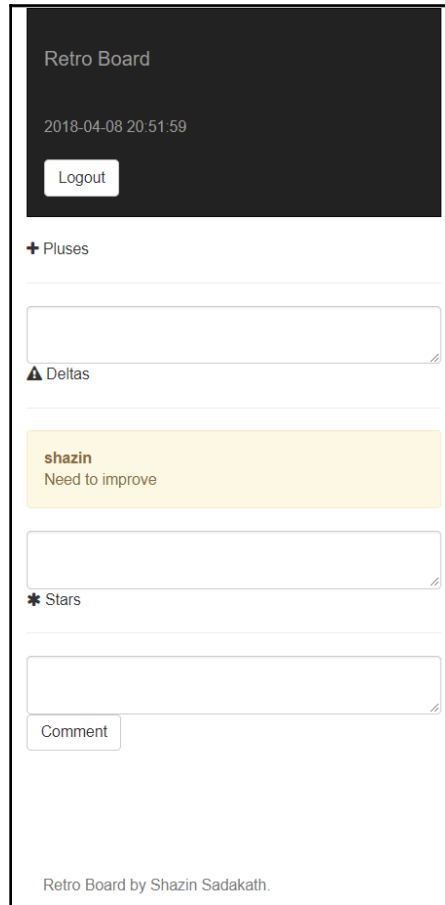 Retro Board
2018-04-08 20:51:59
Logout
Pluses
Deltas
shazin
Need to improve
Stars
Comment
Retro Board by Shazin Sadakath.